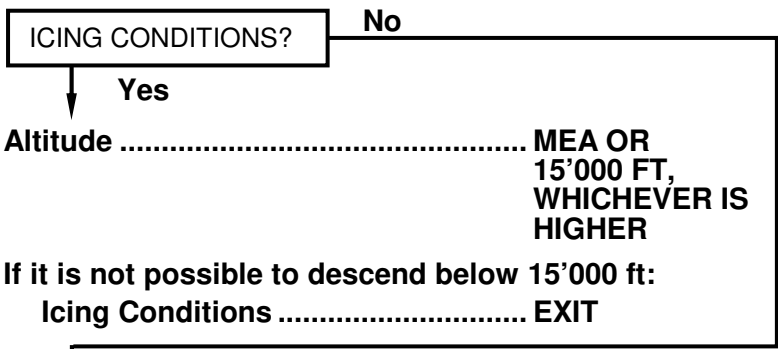 ICING CONDITIONS? No
Yes
Altitude ................................................ MEA OR
15’000 FT,
WHICHEVER IS
HIGHER
If it is not possible to descend below 15’000 ft:
Icing Conditions .............................. EXIT